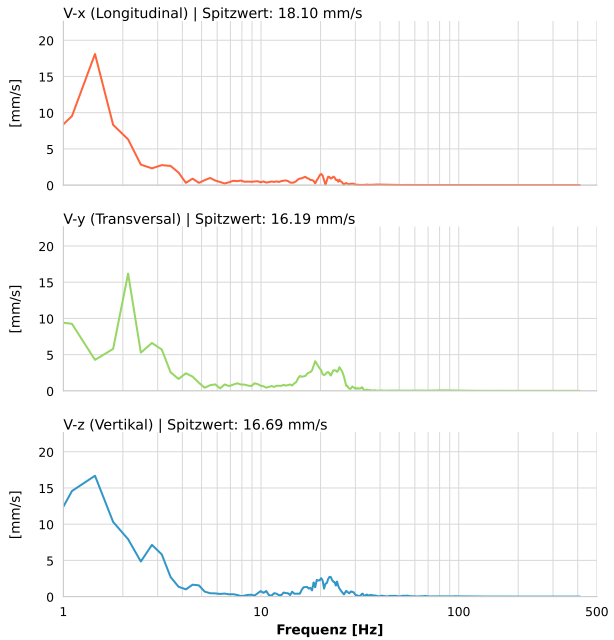 V-x (Longitudinal) | Spitzwert: 18.10 mm/s
20
15
10
5
0
[mm/s]
V-y (Transversal) | Spitzwert: 16.19 mm/s
20
15
10
5
0
[mm/s]
V-z (Vertikal) | Spitzwert: 16.69 mm/s
20
15
10
5
0
[mm/s]
1 10 100 500
Frequenz [Hz]